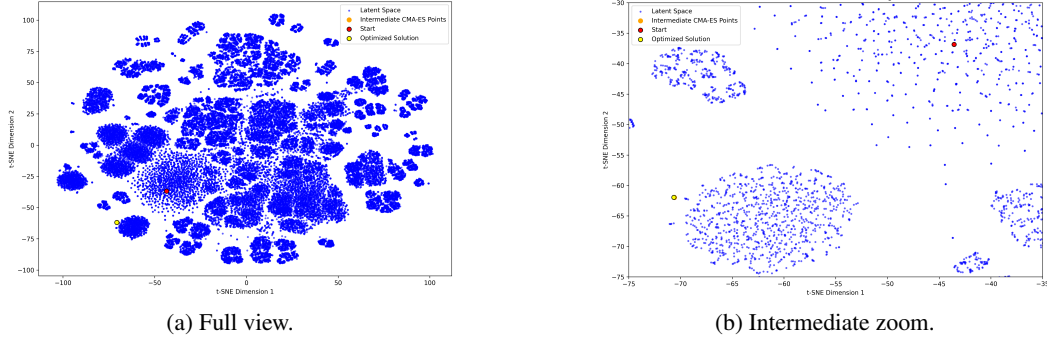 100
75
50
25
0
−25
−50
−75
−100
t-SNE Dimension 2
−100
−50
0
50
100
t-SNE Dimension 1
Latent Space
Intermediate CMA-ES Points
Start
Optimized Solution
(a) Full view.
−30
−35
−40
−45
−50
−55
−60
−65
−70
−75
t-SNE Dimension 2
−75
−70
−65
−60
−55
−50
−45
−40
−35
t-SNE Dimension 1
Latent Space
Intermediate CMA-ES Points
Start
Optimized Solution
(b) Intermediate zoom.